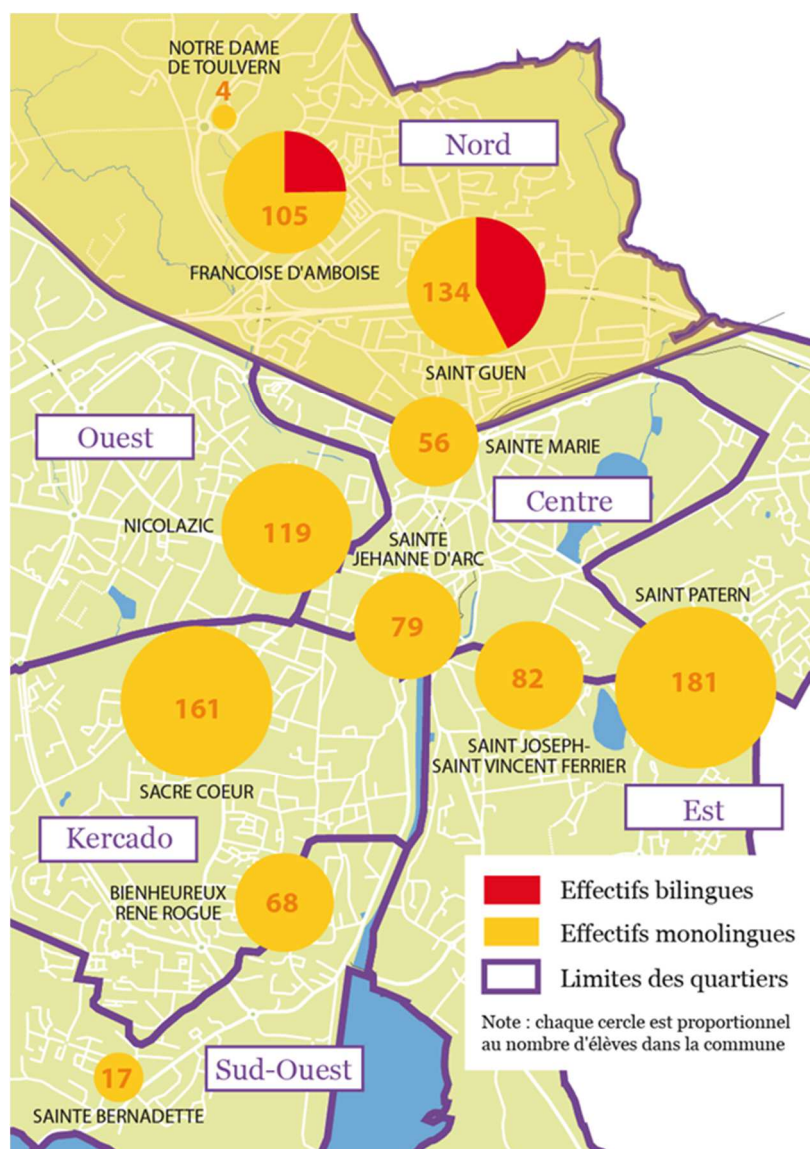 NOTRE DAME
DE TOULVERN
4
Nord
105
FRANCOISE D'AMBOISE
134
SAINT GUEN
Ouest
56
SAINTE MARIE
Centre
NICOLAZIC
119
SAINTE
JEHANNE D'ARC
SAINT PATERN
79
82
181
161
SAINT JOSEPH-
SAINT VINCENT FERRIER
SACRE COEUR
Est
Kercado
BIENHEUREUX
RENE ROGUE
68
Effectifs bilingues
Effectifs monolingues
Limites des quartiers
Note : chaque cercle est proportionnel
au nombre d'élèves dans la commune
Sud-Ouest
17
SAINTE BERNADETTE